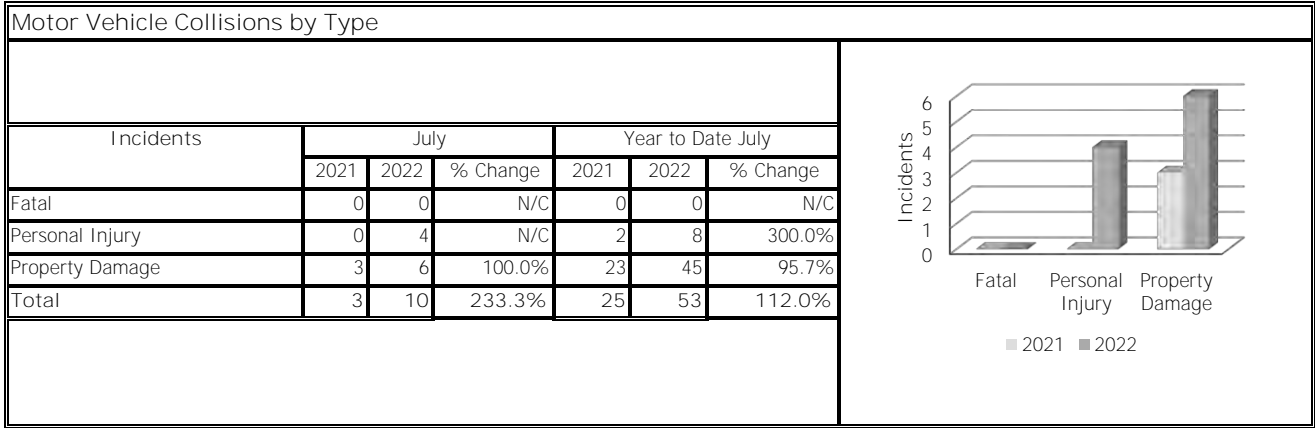 Motor Vehicle Collisions by Type
Incidents July Year to Date July
2021 2022 % Change 2021 2022 % Change
Fatal 0 0 N/C 0 0 N/C
Personal Injury 0 4 N/C 2 8 300.0%
Property Damage 3 6 100.0% 23 45 95.7%
Total 3 10 233.3% 25 53 112.0%
Incidents
6
5
4
3
2
1
0
Fatal Personal Property
Injury Damage
2021 2022